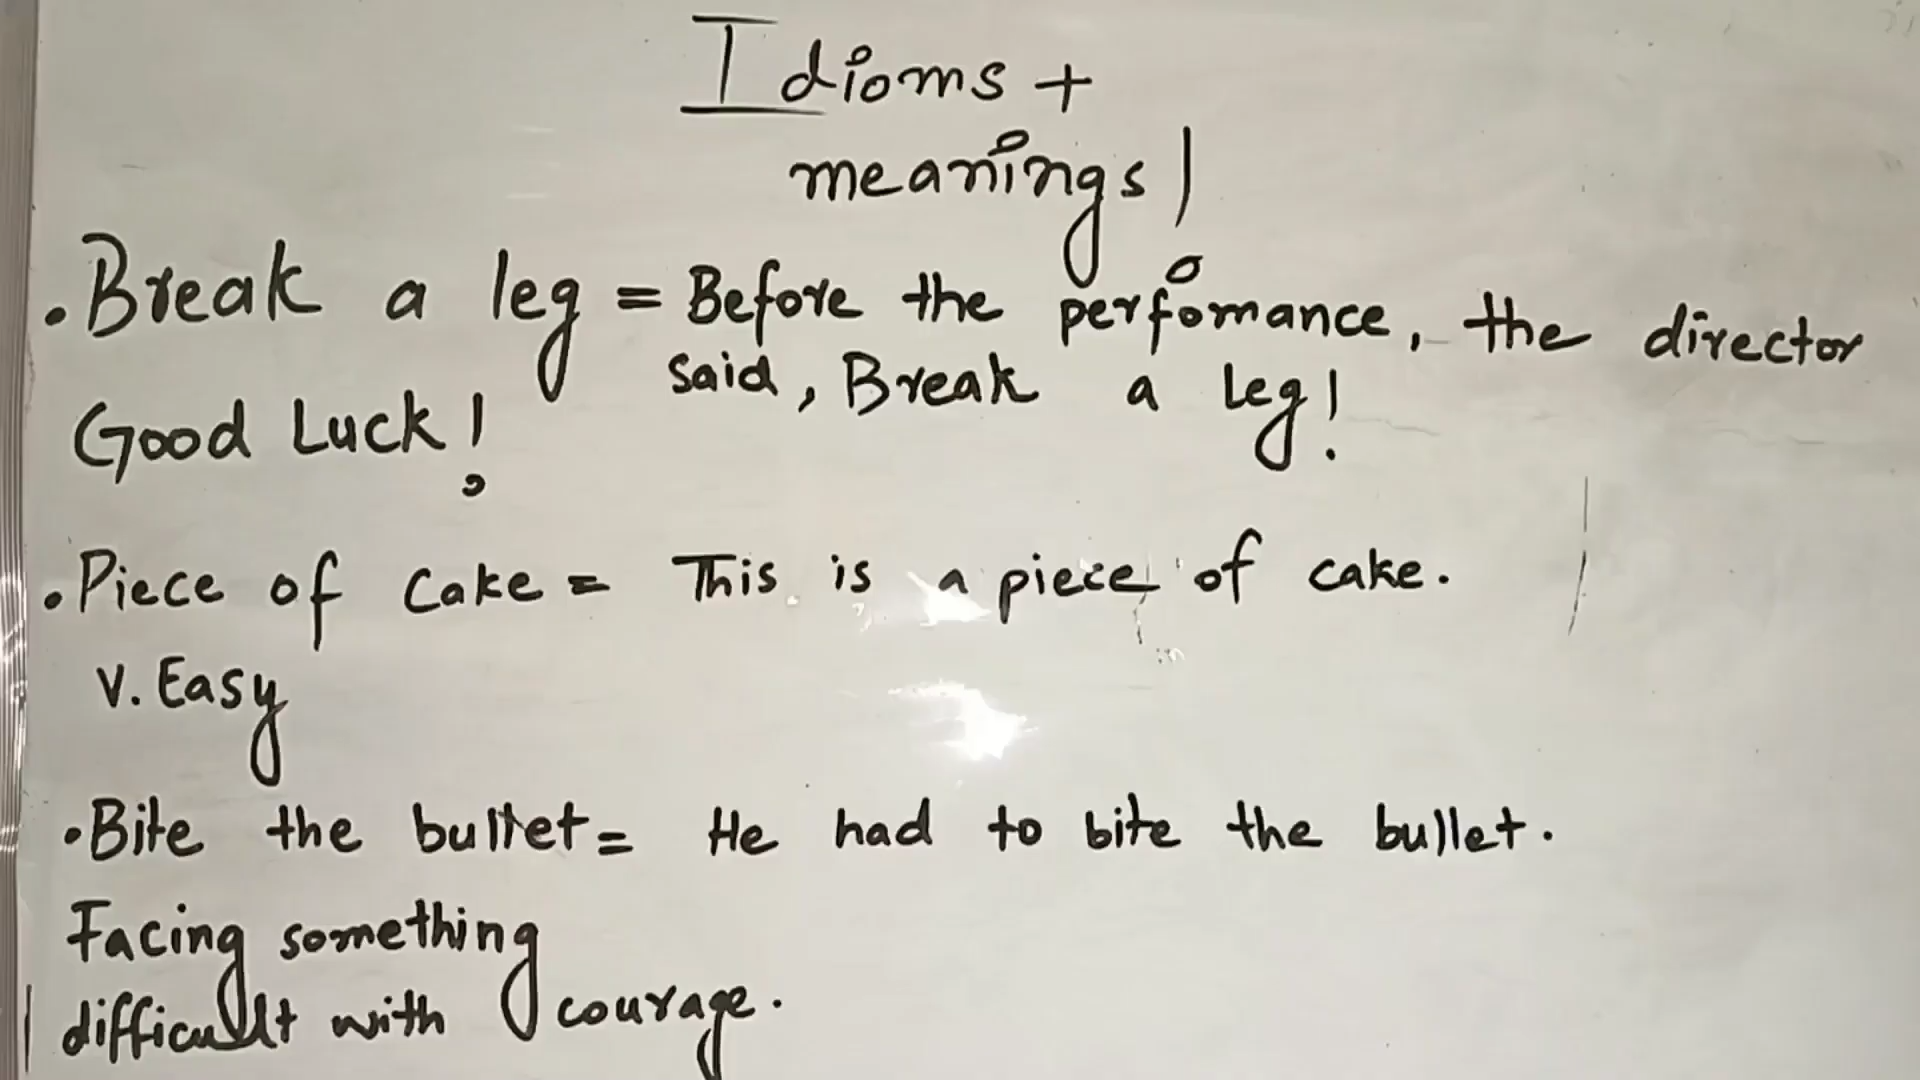 Idioms +
meanings!
• Break a leg = Before the perfomance, the director
said, Break a leg!
Good Luck!
• Piece of cake = This is a piece of cake.
V. Easy
• Bite the bullet = He had to bite the bullet.
Facing something
difficult with courage.